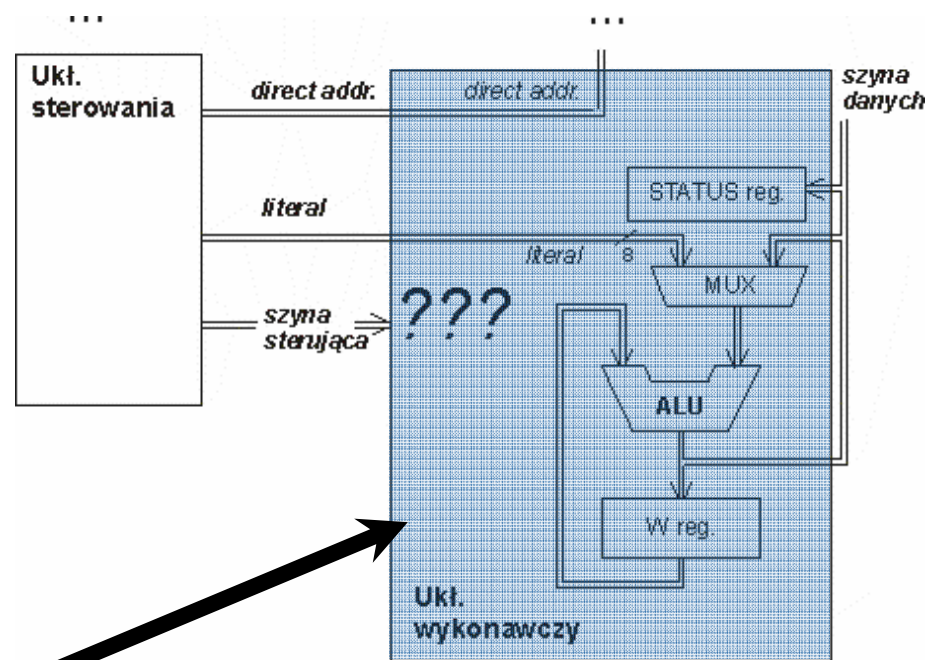 ...
...
Ukł.
sterowania
direct addr.
direct addr.
szyna
danych
STATUS reg.
literal
literal
8
MUX
???
szyna
sterująca
ALU
W reg.
Ukł.
wykonawczy